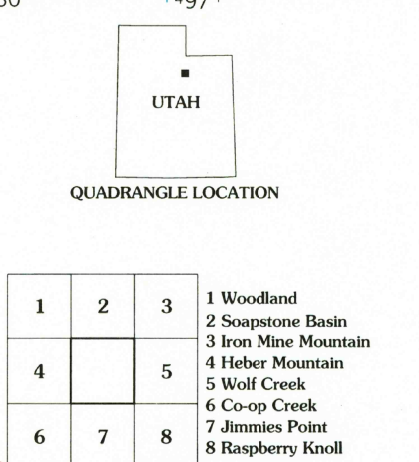 497
UTAH
QUADRANGLE LOCATION
1 2 3
4 5
6 7 8
1 Woodland
2 Soapstone Basin
3 Iron Mine Mountain
4 Heber Mountain
5 Wolf Creek
6 Co-op Creek
7 Jimmies Point
8 Raspberry Knoll